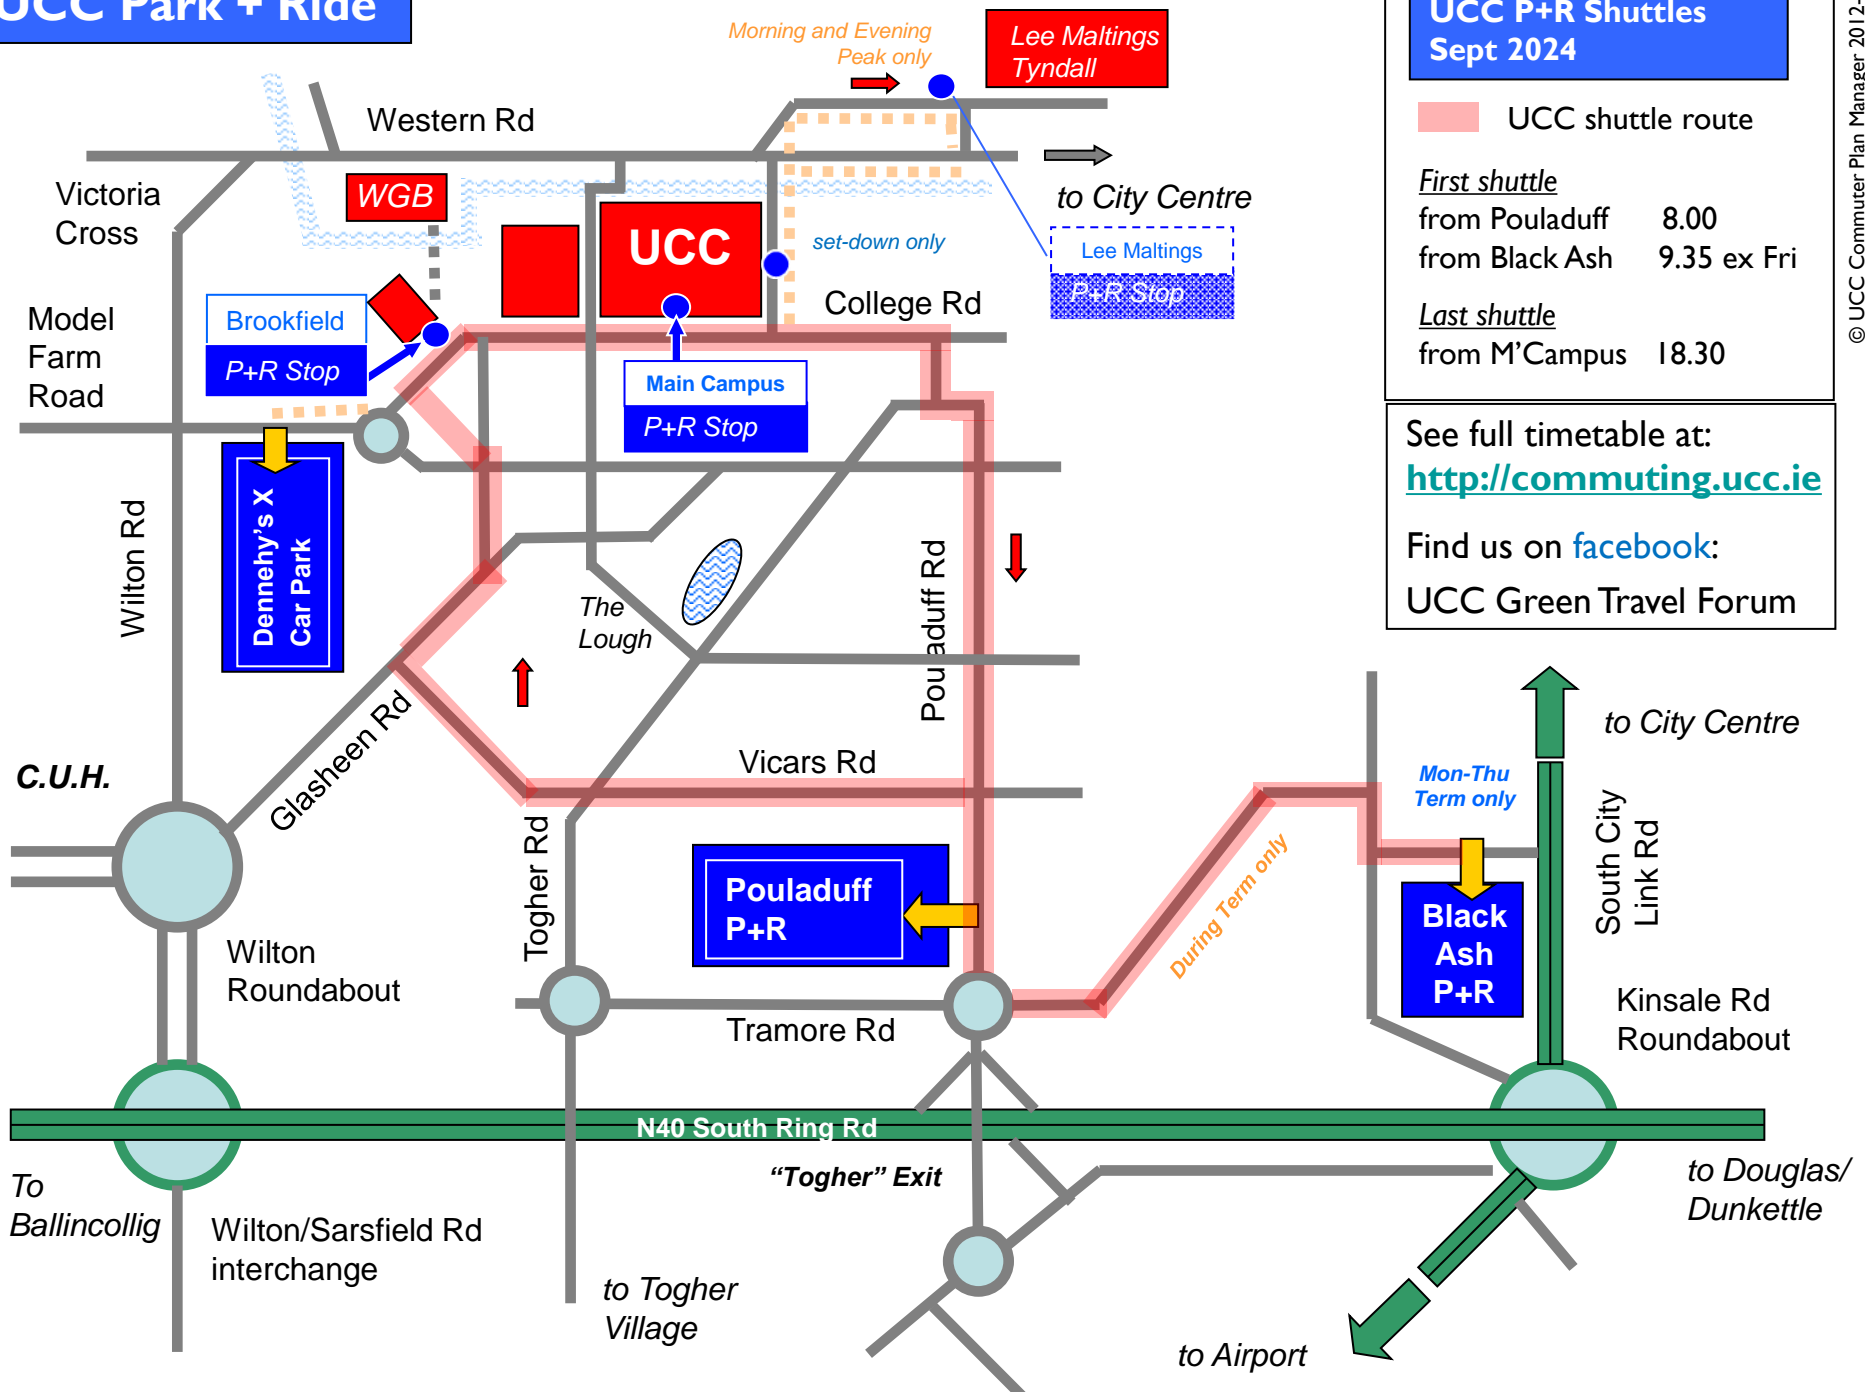 UCC Park + Ride
Morning and Evening
Peak only
Lee Maltings
Tyndall
UCC P+R Shuttles
Sept 2024
© UCC Commuter Plan Manager 2012-
UCC shuttle route
First shuttle
from Pouladuff 8.00
from Black Ash 9.35 ex Fri
Last shuttle
from M'Campus 18.30
See full timetable at:
http://commuting.ucc.ie
Find us on facebook:
UCC Green Travel Forum
Western Rd
Victoria
Cross
WGB
UCC
set-down only
to City Centre
Lee Maltings
P+R Stop
College Rd
Brookfield
P+R Stop
Model
Farm
Road
Main Campus
P+R Stop
Dennehy's X
Car Park
Wilton Rd
The
Lough
Pouladuff Rd
Glasheen Rd
Vicars Rd
C.U.H.
Togher Rd
Pouladuff
P+R
During Term only
Mon-Thu
Term only
to City Centre
South City
Link Rd
Black
Ash
P+R
Wilton
Roundabout
Tramore Rd
Kinsale Rd
Roundabout
N40 South Ring Rd
"Togher" Exit
To
Ballincollig
Wilton/Sarsfield Rd
interchange
to Togher
Village
to Douglas/
Dunkettle
to Airport